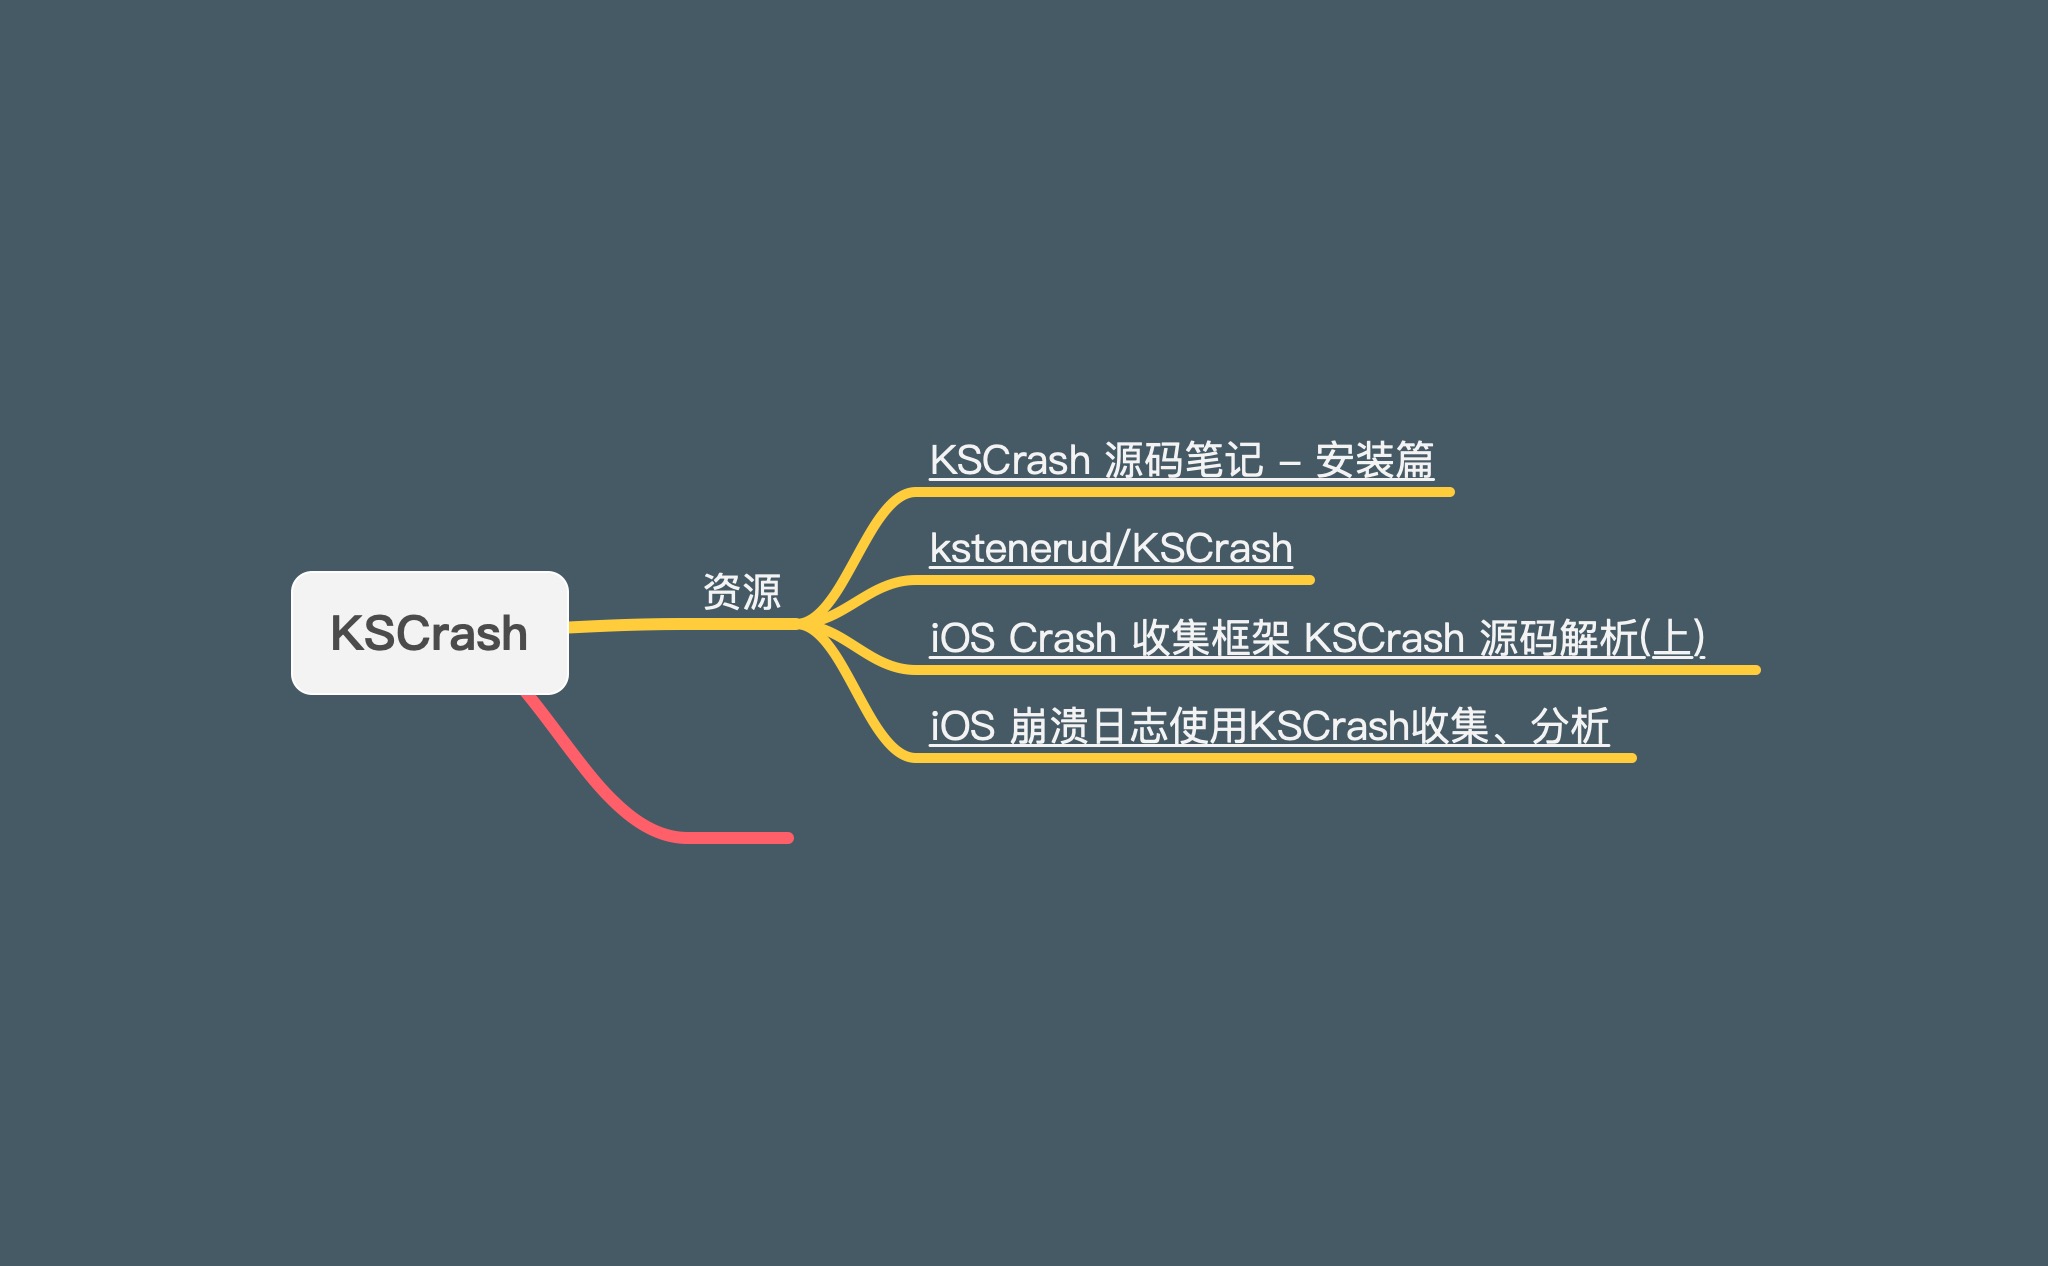 KSCrash
资源
KSCrash 源码笔记 – 安装篇
kstenerud/KSCrash
iOS Crash 收集框架 KSCrash 源码解析(上)
iOS 崩溃日志使用KSCrash收集、分析